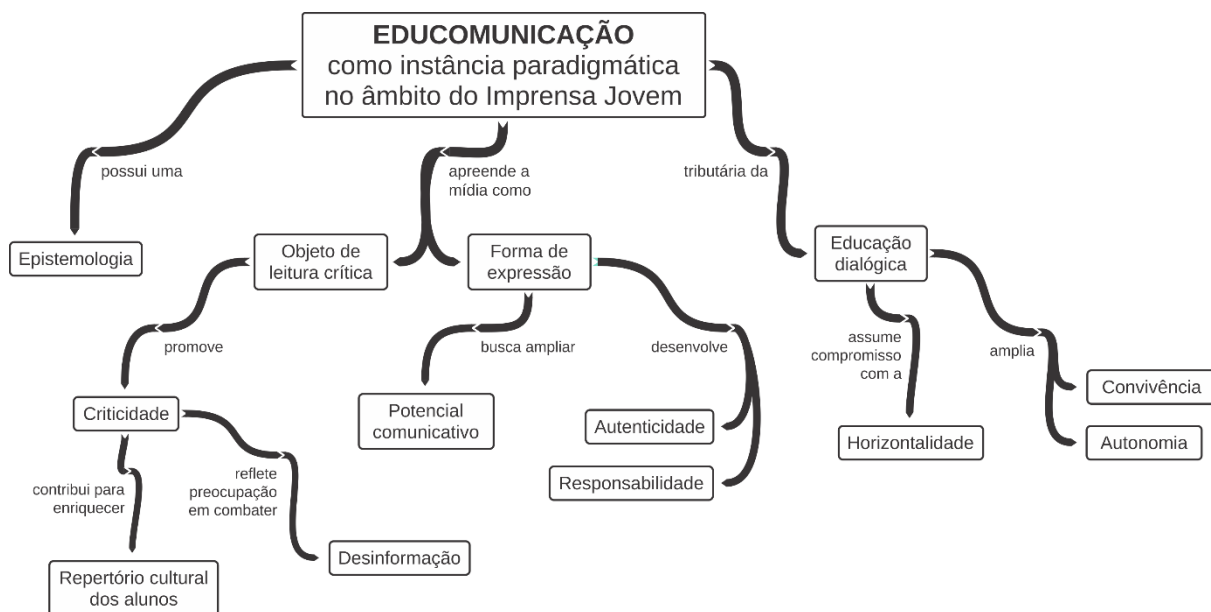 EDUCOMUNICAÇÃO
como instância paradigmática
no âmbito do Imprensa Jovem
possui uma
apreende a
mídia como
tributária da
Epistemologia
Objeto de
leitura crítica
Forma de
expressão
Educação
dialógica
promove
busca ampliar
desenvolve
assume
compromisso
com a
amplia
Criticidade
Potencial
comunicativo
Autenticidade
Responsabilidade
Horizontalidade
Convivência
Autonomia
contribui para
enriquecer
reflete
preocupação
em combater
Repertório cultural
dos alunos
Desinformação